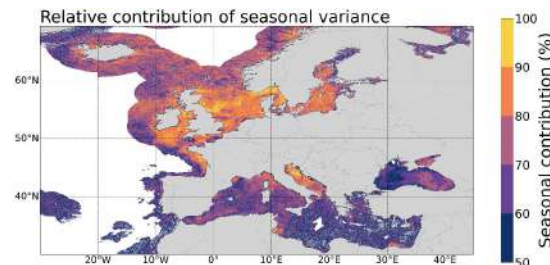 Relative contribution of seasonal variance
100
90
80
70
60
50
Seasonal contribution (%)
60°N
50°N
40°N
20°W
10°W
0°
10°E
20°E
30°E
40°E